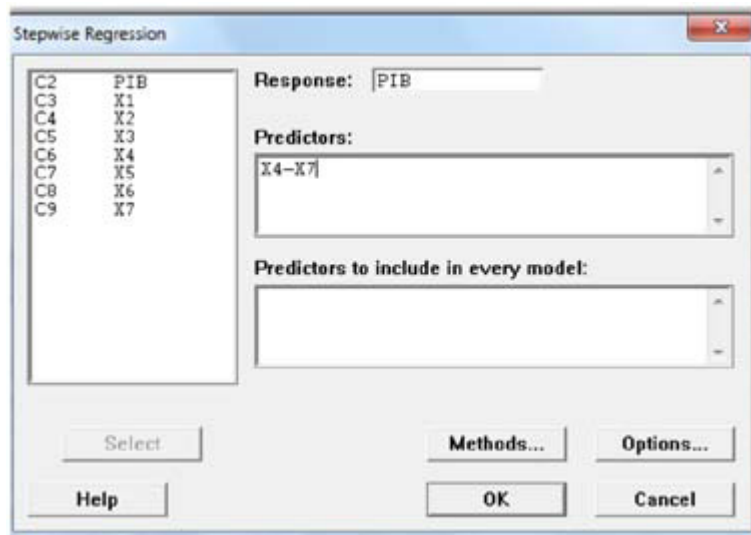 Stepwise Regression
C2 PIB
C3 X1
C4 X2
C5 X3
C6 X4
C7 X5
C8 X6
C9 X7
Response: PIB
Predictors:
X4-X7
Predictors to include in every model:
Select
Methods...
Options...
Help
OK
Cancel